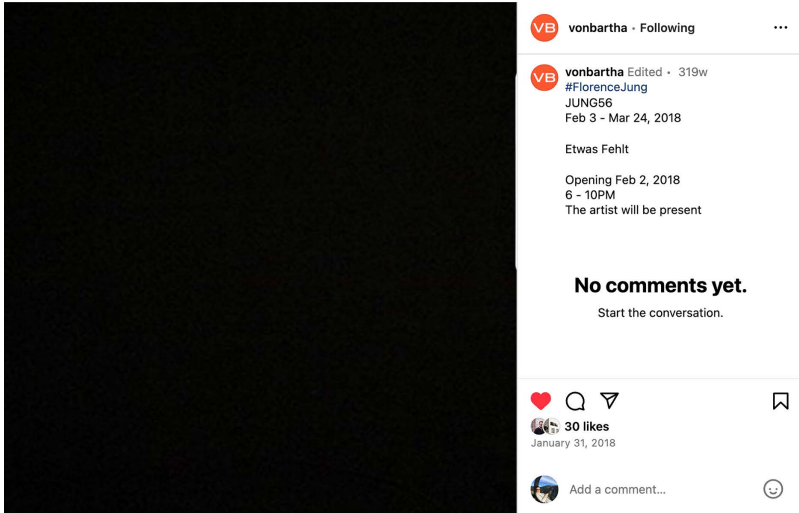 VB vonbartha • Following
VB vonbartha Edited • 319w
#FlorenceJung
JUNG56
Feb 3 - Mar 24, 2018
Etwas Fehlt
Opening Feb 2, 2018
6 - 10PM
The artist will be present
No comments yet.
Start the conversation.
30 likes
January 31, 2018
Add a comment...